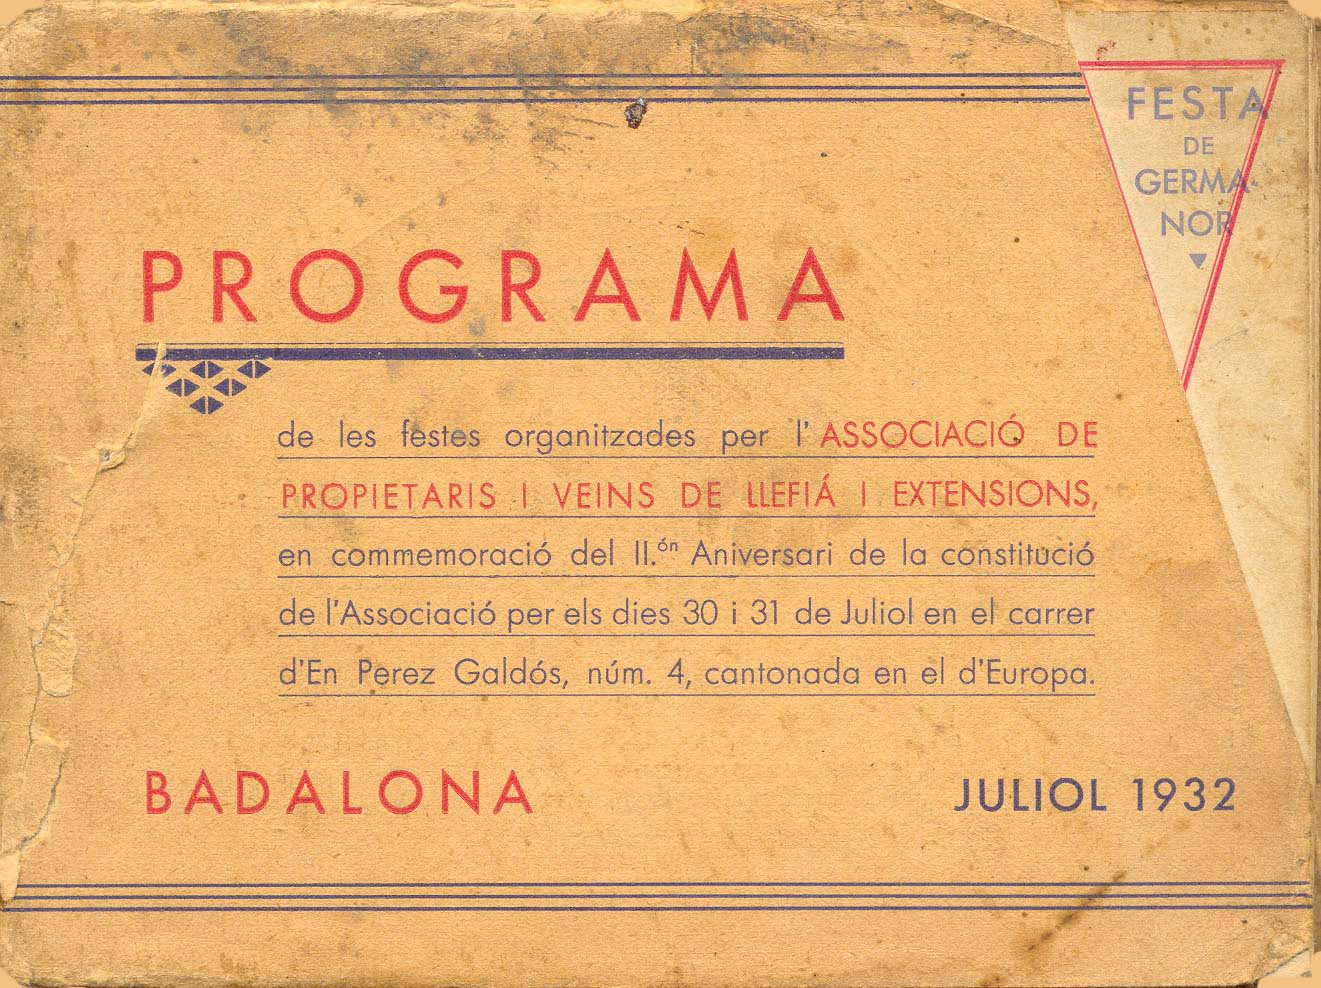 FESTA
DE
GERMA-
NOR
PROGRAMA
de les festes organitzades per l' ASSOCIACIÓ DE
PROPIETARIS I VEINS DE LLEFIÁ I EXTENSIONS,
en commemoració del II.ón Aniversari de la constitució
de l'Associació per els dies 30 i 31 de Juliol en el carrer
d'En Perez Galdós, núm. 4, cantonada en el d'Europa.
BADALONA
JULIOL 1932